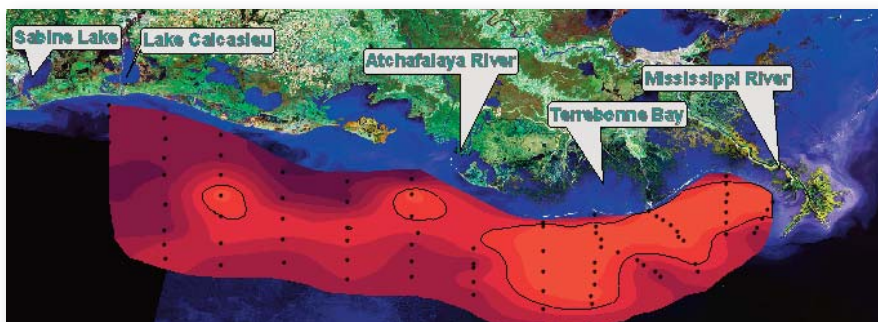 Sabine Lake
Lake Calcasieu
Atchafalaya River
Mississippi River
Terrebonne Bay